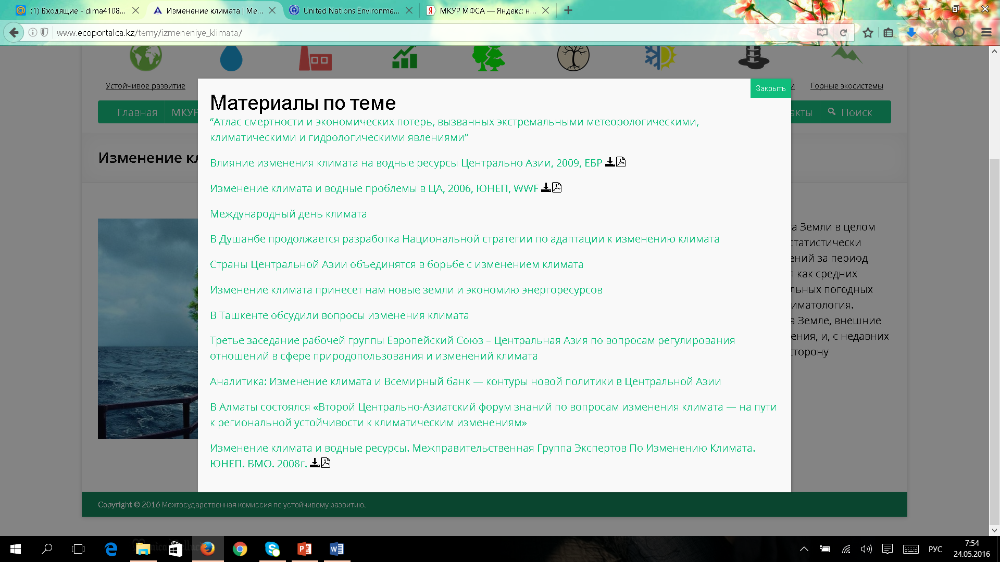 (1) Входящие - dima4108...
Изменение климата | Ме...
United Nations Environme...
МКУР МФСА — Яндекс: н...
www.ecoportalca.kz/temy/izmeneniye_klimata/
Устойчивое развитие
и
Горные экосистемы
Закрыть
Главная
МКУР
акты
Поиск
Материалы по теме
“Атлас смертности и экономических потерь, вызванных экстремальными метеорологическими,
климатическими и гидрологическими явлениями”
Изменение кл
Влияние изменения климата на водные ресурсы Центрально Азии, 2009, ЕБР
Изменение климата и водные проблемы в ЦА, 2006, ЮНЕП, WWF
Международный день климата
В Душанбе продолжается разработка Национальной стратегии по адаптации к изменению климата
Страны Центральной Азии объединятся в борьбе с изменением климата
Изменение климата принесет нам новые земли и экономию энергоресурсов
В Ташкенте обсудили вопросы изменения климата
Третье заседание рабочей группы Европейский Союз – Центральная Азия по вопросам регулирования
отношений в сфере природопользования и изменений климата
Аналитика: Изменение климата и Всемирный банк — контуры новой политики в Центральной Азии
В Алматы состоялся «Второй Центрально-Азиатский форум знаний по вопросам изменения климата — на пути
к региональной устойчивости к климатическим изменениям»
Изменение климата и водные ресурсы. Межправительственная Группа Экспертов По Изменению Климата.
ЮНЕП. ВМО. 2008г.
а Земли в целом
статистически
ений за период
я как средних
льных погодных
иматология.
а Земле, внешние
ения, и, с недавних
сторону
Copyright © 2016 Межгосударственная комиссия по устойчивому развитию.
РУС
7:54
24.05.2016